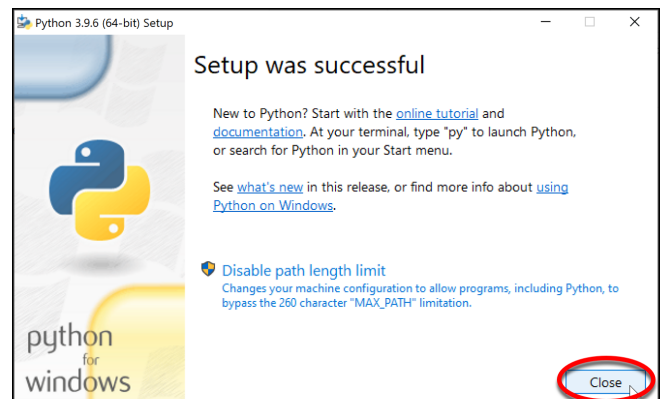 Python 3.9.6 (64-bit) Setup
Setup was successful
New to Python? Start with the online tutorial and
documentation. At your terminal, type "py" to launch Python,
or search for Python in your Start menu.
See what's new in this release, or find more info about using
Python on Windows.
Disable path length limit
Changes your machine configuration to allow programs, including Python, to
bypass the 260 character "MAX_PATH" limitation.
python
for
windows
Close